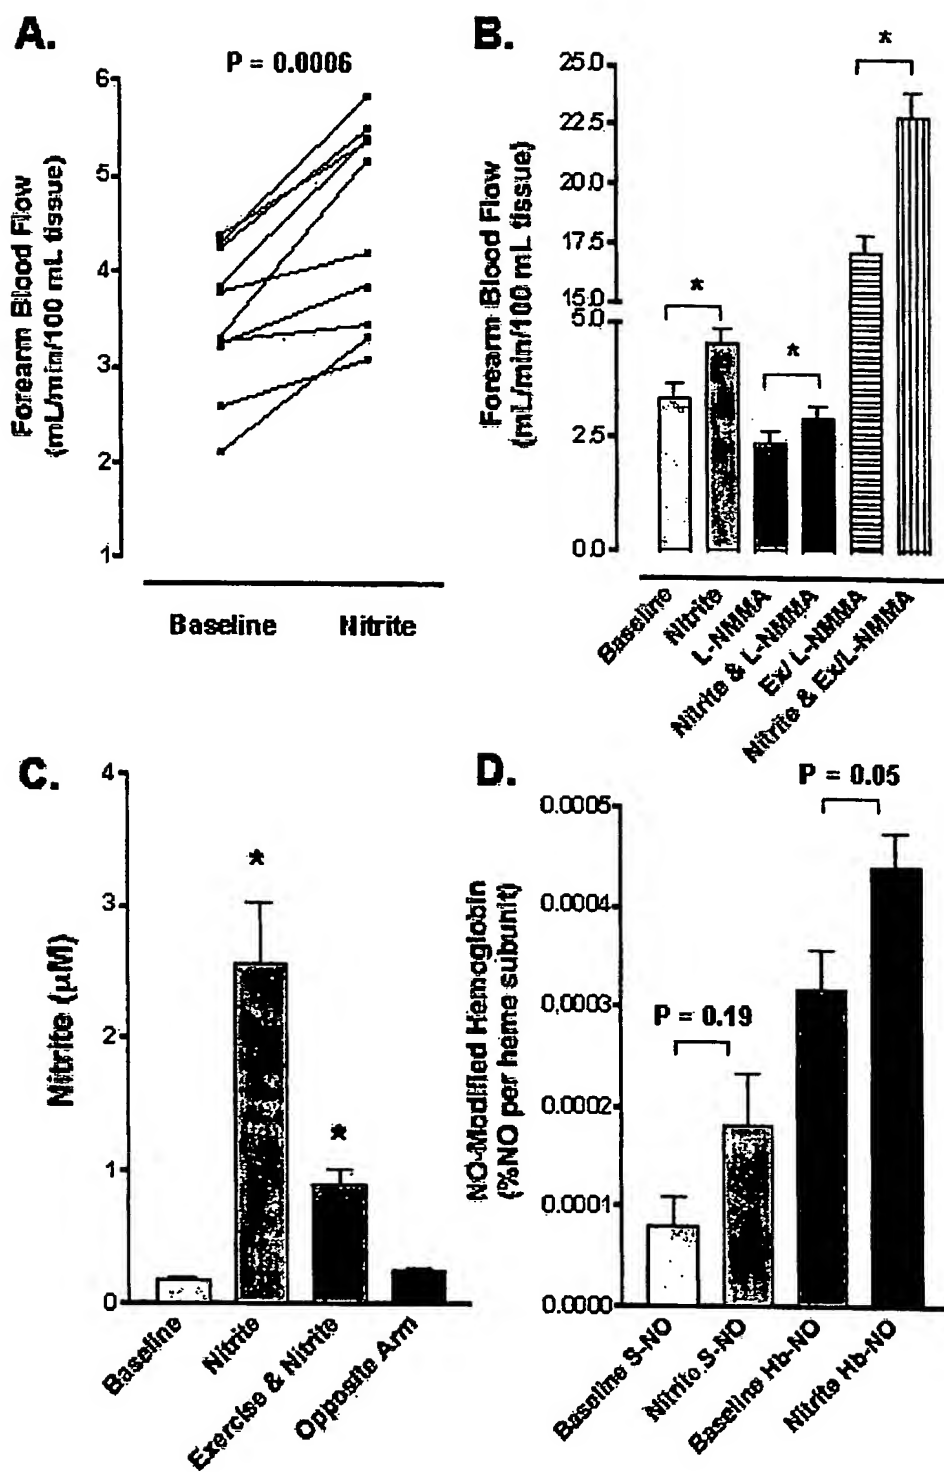 A.
P = 0.0006
Forearm Blood Flow
(mL/min/100 mL tissue)
6
5
4
3
2
1
Baseline
Nitrite
B.
*
*
*
Forearm Blood Flow
(mL/min/100 mL tissue)
25.0
22.5
20.0
17.5
15.0
5.0
2.5
0.0
Baseline
Nitrite
L-NMMA
Nitrite & L-NMMA
Ex/ L-NMMA
Nitrite & Ex/L-NMMA
C.
*
*
Nitrite (µM)
4
3
2
1
0
Baseline
Nitrite
Exercise & Nitrite
Opposite Arm
D.
P = 0.05
P = 0.19
NO-Modified Hemoglobin
(%NO per heme subunit)
0.0005
0.0004
0.0003
0.0002
0.0001
0.0000
Baseline S-NO
Nitrite S-NO
Baseline Hb-NO
Nitrite Hb-NO